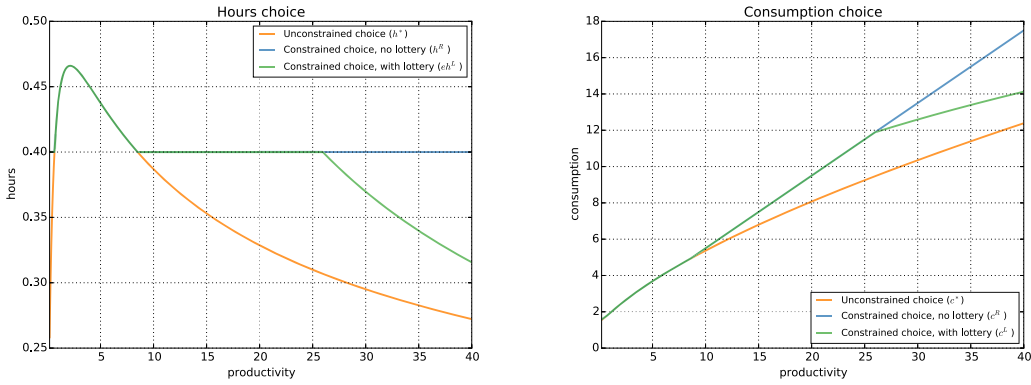 Hours choice
Unconstrained choice (h*)
Constrained choice, no lottery (h^R)
Constrained choice, with lottery (eh^L)
0.50
0.45
0.40
0.35
0.30
0.25
hours
5 10 15 20 25 30 35 40
productivity
Consumption choice
18
16
14
12
10
8
6
4
2
0
consumption
Unconstrained choice (c*)
Constrained choice, no lottery (c^R)
Constrained choice, with lottery (c^L)
5 10 15 20 25 30 35 40
productivity